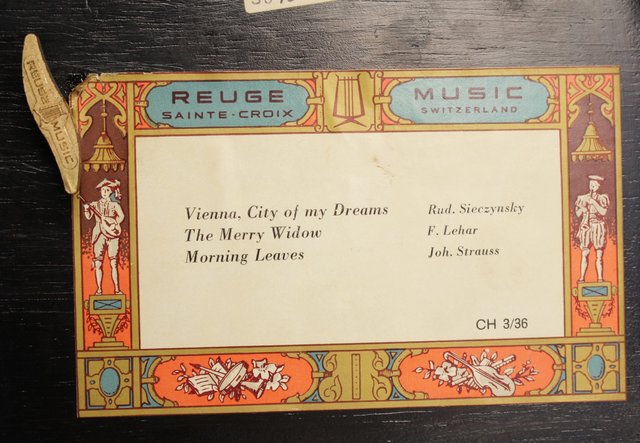 REUGE MUSIC
SAINTE-CROIX SWITZERLAND
REUGE MUSIC
Vienna, City of my Dreams Rud. Sieczynsky
The Merry Widow F. Lehar
Morning Leaves Joh. Strauss
CH 3/36